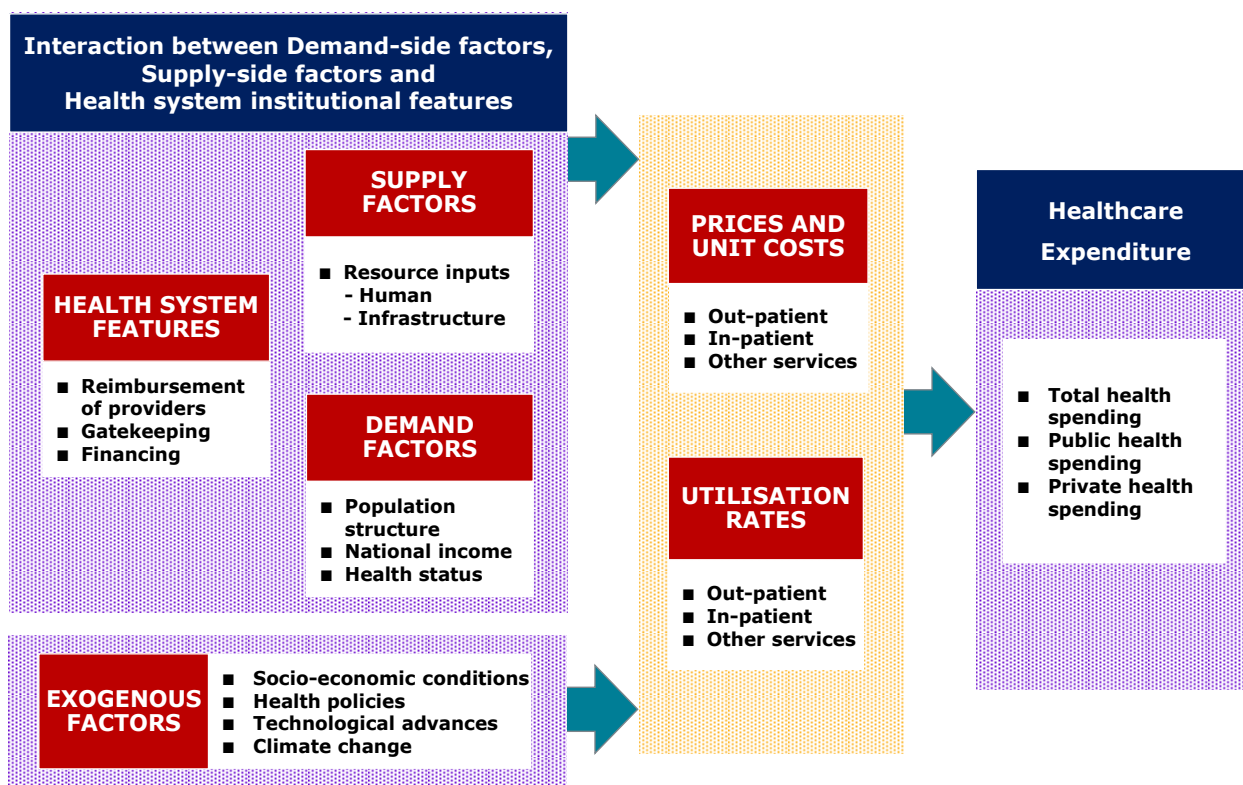 Interaction between Demand-side factors,
Supply-side factors and
Health system institutional features
SUPPLY
FACTORS
■ Resource inputs
- Human
- Infrastructure
HEALTH SYSTEM
FEATURES
■ Reimbursement
of providers
■ Gatekeeping
■ Financing
DEMAND
FACTORS
■ Population
structure
■ National income
■ Health status
EXOGENOUS
FACTORS
■ Socio-economic conditions
■ Health policies
■ Technological advances
■ Climate change
PRICES AND
UNIT COSTS
■ Out-patient
■ In-patient
■ Other services
UTILISATION
RATES
■ Out-patient
■ In-patient
■ Other services
Healthcare
Expenditure
■ Total health
spending
■ Public health
spending
■ Private health
spending